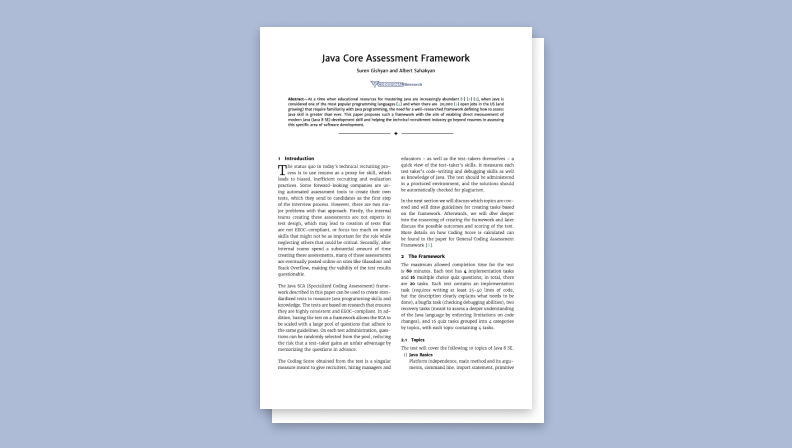 Java Core Assessment Framework
Suren Gishyan and Albert Sahakyan
Research
Abstract—At a time when educational resources for mastering Java are increasingly abundant [1] [2] [3], when Java is
considered one of the most popular programming languages [4] and when there are 20,000 [5] open jobs in the US (and
growing) that require familiarity with Java programming, the need for a well-researched framework defining how to assess
Java skill is greater than ever. This paper proposes such a framework with the aim of enabling direct measurement of
modern Java (Java 8 SE) development skill and helping the technical recruitment industry go beyond resumes in assessing
this specific area of software development.
1 Introduction
The status quo in today's technical recruiting pro-
cess is to use resumes as a proxy for skill, which
leads to biased, inefficient recruiting and evaluation
practices. Some forward-looking companies are us-
ing automated assessment tools to create their own
tests, which they send to candidates as the first step
of the interview process. However, there are two ma-
jor problems with that approach. Firstly, the internal
teams creating these assessments are not experts in
test design, which may lead to creation of tests that
are not EEOC-compliant, or focus too much on some
skills that might not be as important for the role while
neglecting others that could be critical. Secondly, after
internal teams spend a substantial amount of time
creating these assessments, many of these assessments
are eventually posted online on sites like Glassdoor and
Stack Overflow, making the validity of the test results
questionable.
The Java SCA (Specialized Coding Assessment) frame-
work described in this paper can be used to create stan-
dardized tests to measure Java programming skills and
knowledge. The tests are based on research that ensures
they are highly consistent and EEOC-compliant. In ad-
dition, basing the test on a framework allows the SCA to
be scaled with a large pool of questions that adhere to
the same guidelines. On each test administration, ques-
tions can be randomly selected from the pool, reducing
the risk that a test-taker gains an unfair advantage by
memorizing the questions in advance.
The Coding Score obtained from the test is a singular
measure meant to give recruiters, hiring managers and
educators – as well as the test-takers themselves – a
quick view of the test-taker's skills. It measures each
test taker's code-writing and debugging skills as well
as knowledge of Java. The test should be administered
in a proctored environment, and the solutions should
be automatically checked for plagiarism.
In the next section we will discuss which topics are cov-
ered and will draw guidelines for creating tasks based
on the framework. Afterwards, we will dive deeper
into the reasoning of creating the framework and later
discuss the possible outcomes and scoring of the test.
More details on how Coding Score is calculated can
be found in the paper for General Coding Assessment
Framework
2 The Framework
The maximum allowed completion time for the test
is 60 minutes. Each test has 4 implementation tasks
and 16 multiple choice quiz questions; in total, there
are 20 tasks. Each test contains an implementation
task (requires writing at least 25-40 lines of code,
but the description clearly explains what needs to be
done), a bugfix task (checking debugging abilities), two
recovery tasks (meant to assess a deeper understanding
of the Java language by enforcing limitations on code
changes), and 16 quiz tasks grouped into 4 categories
by topics, with each topic containing 4 tasks.
2.1 Topics
The test will cover the following 10 topics of Java 8 SE.
Java Basics
Platform independence, main method and its argu-
ments, command line, import statement, primitive